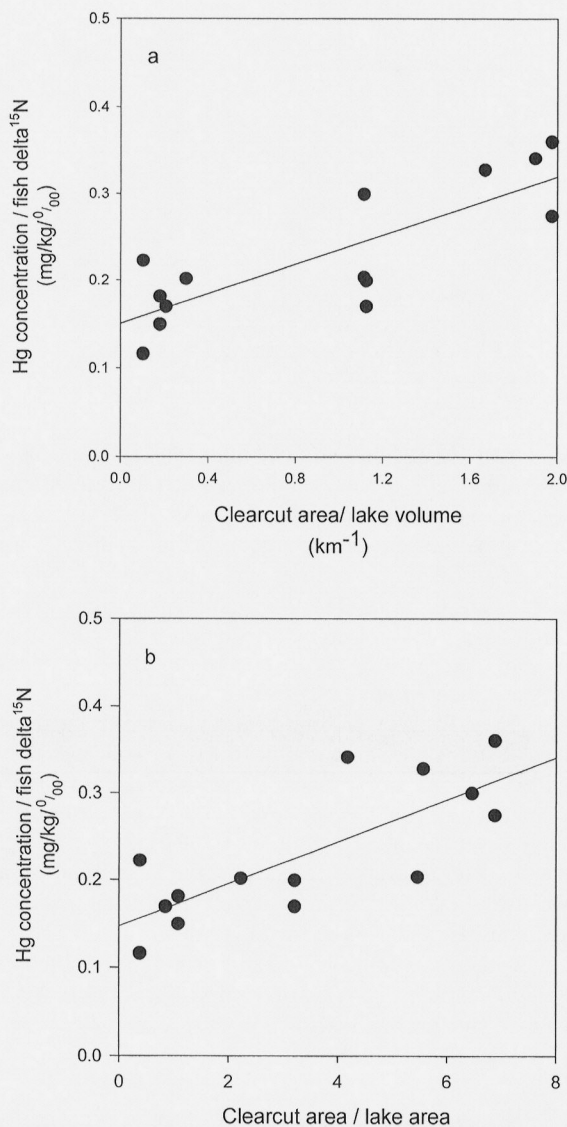 0.5
a
0.4
0.3
0.2
0.1
0.0
Hg concentration / fish delta¹⁵N
(mg/kg/⁰/₀₀)
0.0 0.4 0.8 1.2 1.6 2.0
Clearcut area/ lake volume
(km⁻¹)
0.5
b
0.4
0.3
0.2
0.1
0.0
Hg concentration / fish delta¹⁵N
(mg/kg/⁰/₀₀)
0 2 4 6 8
Clearcut area / lake area